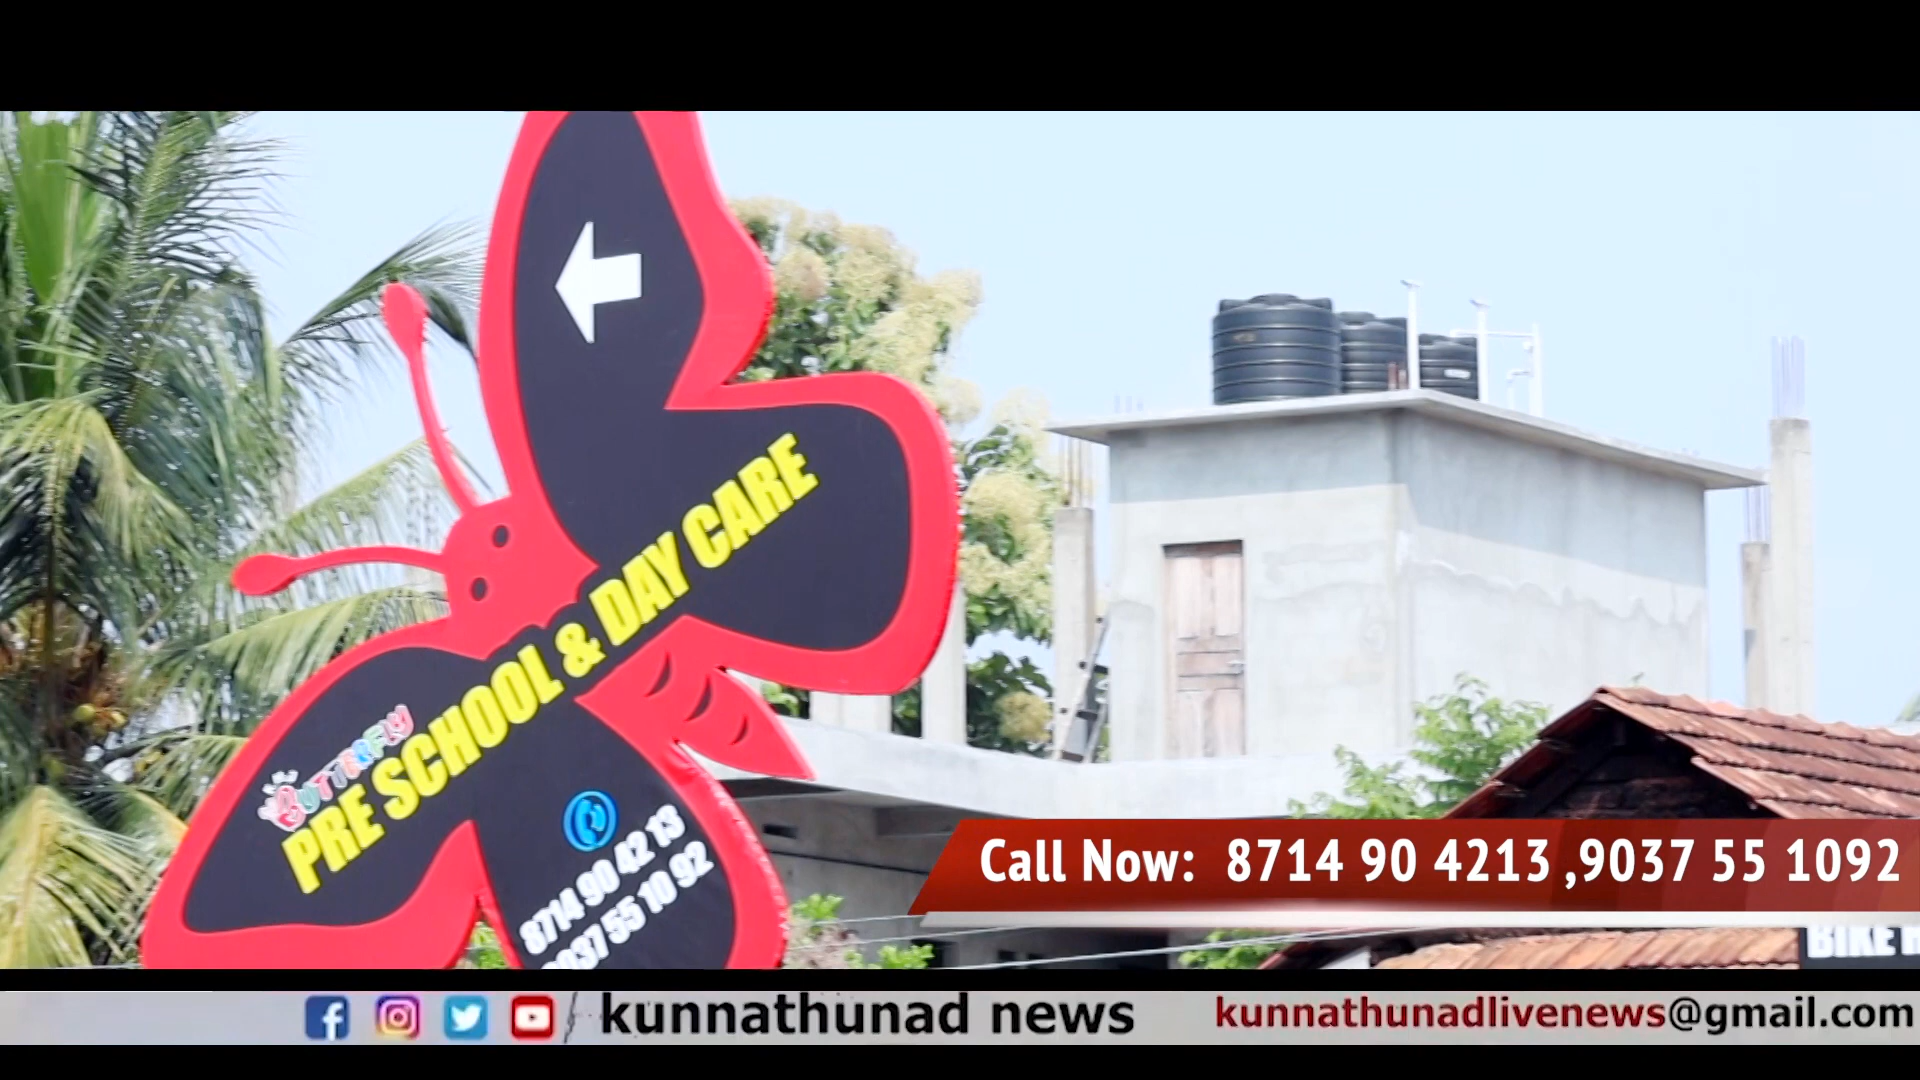 BUTTERFLY
PRE SCHOOL & DAY CARE
8714 90 42 13
9037 55 10 92
Call Now: 8714 90 4213 ,9037 55 1092
BIKE
kunnathunad news
kunnathunadlivenews@gmail.com